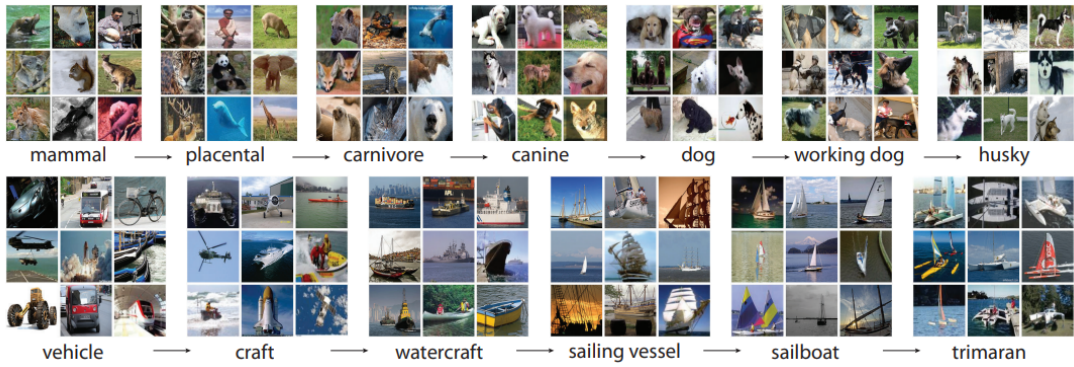 mammal placental carnivore canine dog working dog husky
vehicle craft watercraft sailing vessel sailboat trimaran